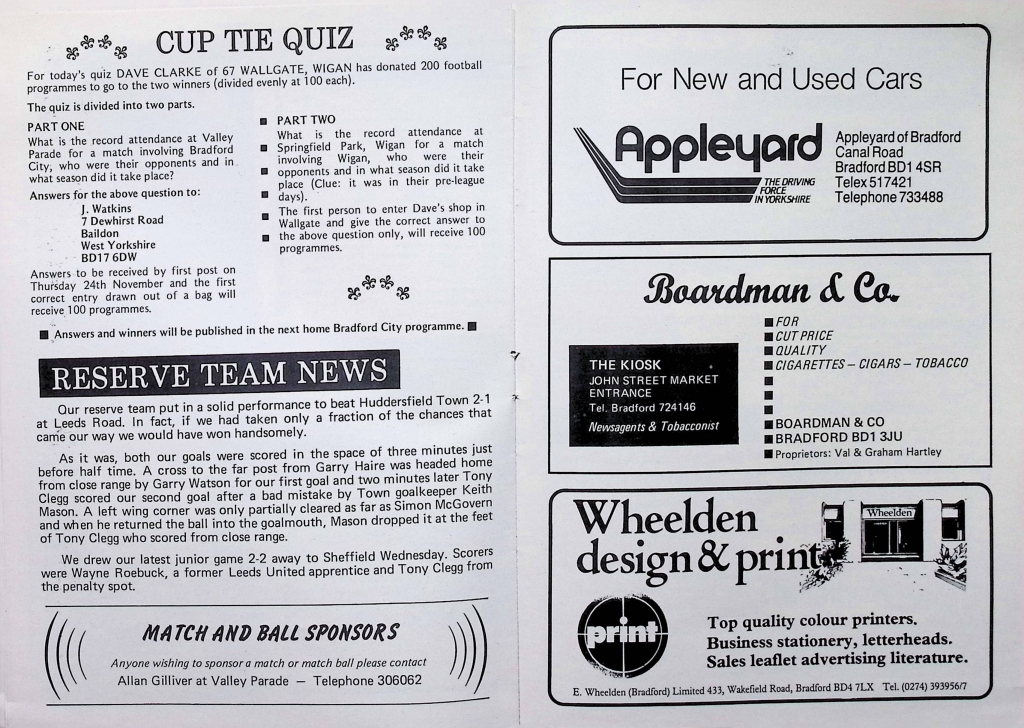 CUP TIE QUIZ
For today's quiz DAVE CLARKE of 67 WALLGATE, WIGAN has donated 200 football
programmes to go to the two winners (divided evenly at 100 each).
The quiz is divided into two parts.
PART ONE
What is the record attendance at Valley
Parade for a match involving Bradford
City, who were their opponents and in
what season did it take place?
Answers for the above question to:
J. Watkins
7 Dewhirst Road
Baildon
West Yorkshire
BD17 6DW
Answers to be received by first post on
Thursday 24th November and the first
correct entry drawn out of a bag will
receive 100 programmes.
PART TWO
What is the record attendance at
Springfield Park, Wigan for a match
involving Wigan, who were their
opponents and in what season did it take
place (Clue: it was in their pre-league
days).
The first person to enter Dave's shop in
Wallgate and give the correct answer to
the above question only, will receive 100
programmes.
Answers and winners will be published in the next home Bradford City programme.
RESERVE TEAM NEWS
Our reserve team put in a solid performance to beat Huddersfield Town 2-1
at Leeds Road. In fact, if we had taken only a fraction of the chances that
came our way we would have won handsomely.
As it was, both our goals were scored in the space of three minutes just
before half time. A cross to the far post from Garry Haire was headed home
from close range by Garry Watson for our first goal and two minutes later Tony
Clegg scored our second goal after a bad mistake by Town goalkeeper Keith
Mason. A left wing corner was only partially cleared as far as Simon McGovern
and when he returned the ball into the goalmouth, Mason dropped it at the feet
of Tony Clegg who scored from close range.
We drew our latest junior game 2-2 away to Sheffield Wednesday. Scorers
were Wayne Roebuck, a former Leeds United apprentice and Tony Clegg from
the penalty spot.
MATCH AND BALL SPONSORS
Anyone wishing to sponsor a match or match ball please contact
Allan Gilliver at Valley Parade — Telephone 306062
For New and Used Cars
Appleyard
THE DRIVING
FORCE
IN YORKSHIRE
Appleyard of Bradford
Canal Road
Bradford BD1 4SR
Telex 517421
Telephone 733488
Boardman & Co.
THE KIOSK
JOHN STREET MARKET
ENTRANCE
Tel. Bradford 724146
Newsagents & Tobacconist
FOR
CUT PRICE
QUALITY
CIGARETTES – CIGARS – TOBACCO
BOARDMAN & CO
BRADFORD BD1 3JU
Proprietors: Val & Graham Hartley
Wheelden
design & print
Wheelden
print
Top quality colour printers.
Business stationery, letterheads.
Sales leaflet advertising literature.
E. Wheelden (Bradford) Limited 433, Wakefield Road, Bradford BD4 7LX Tel. (0274) 393956/7